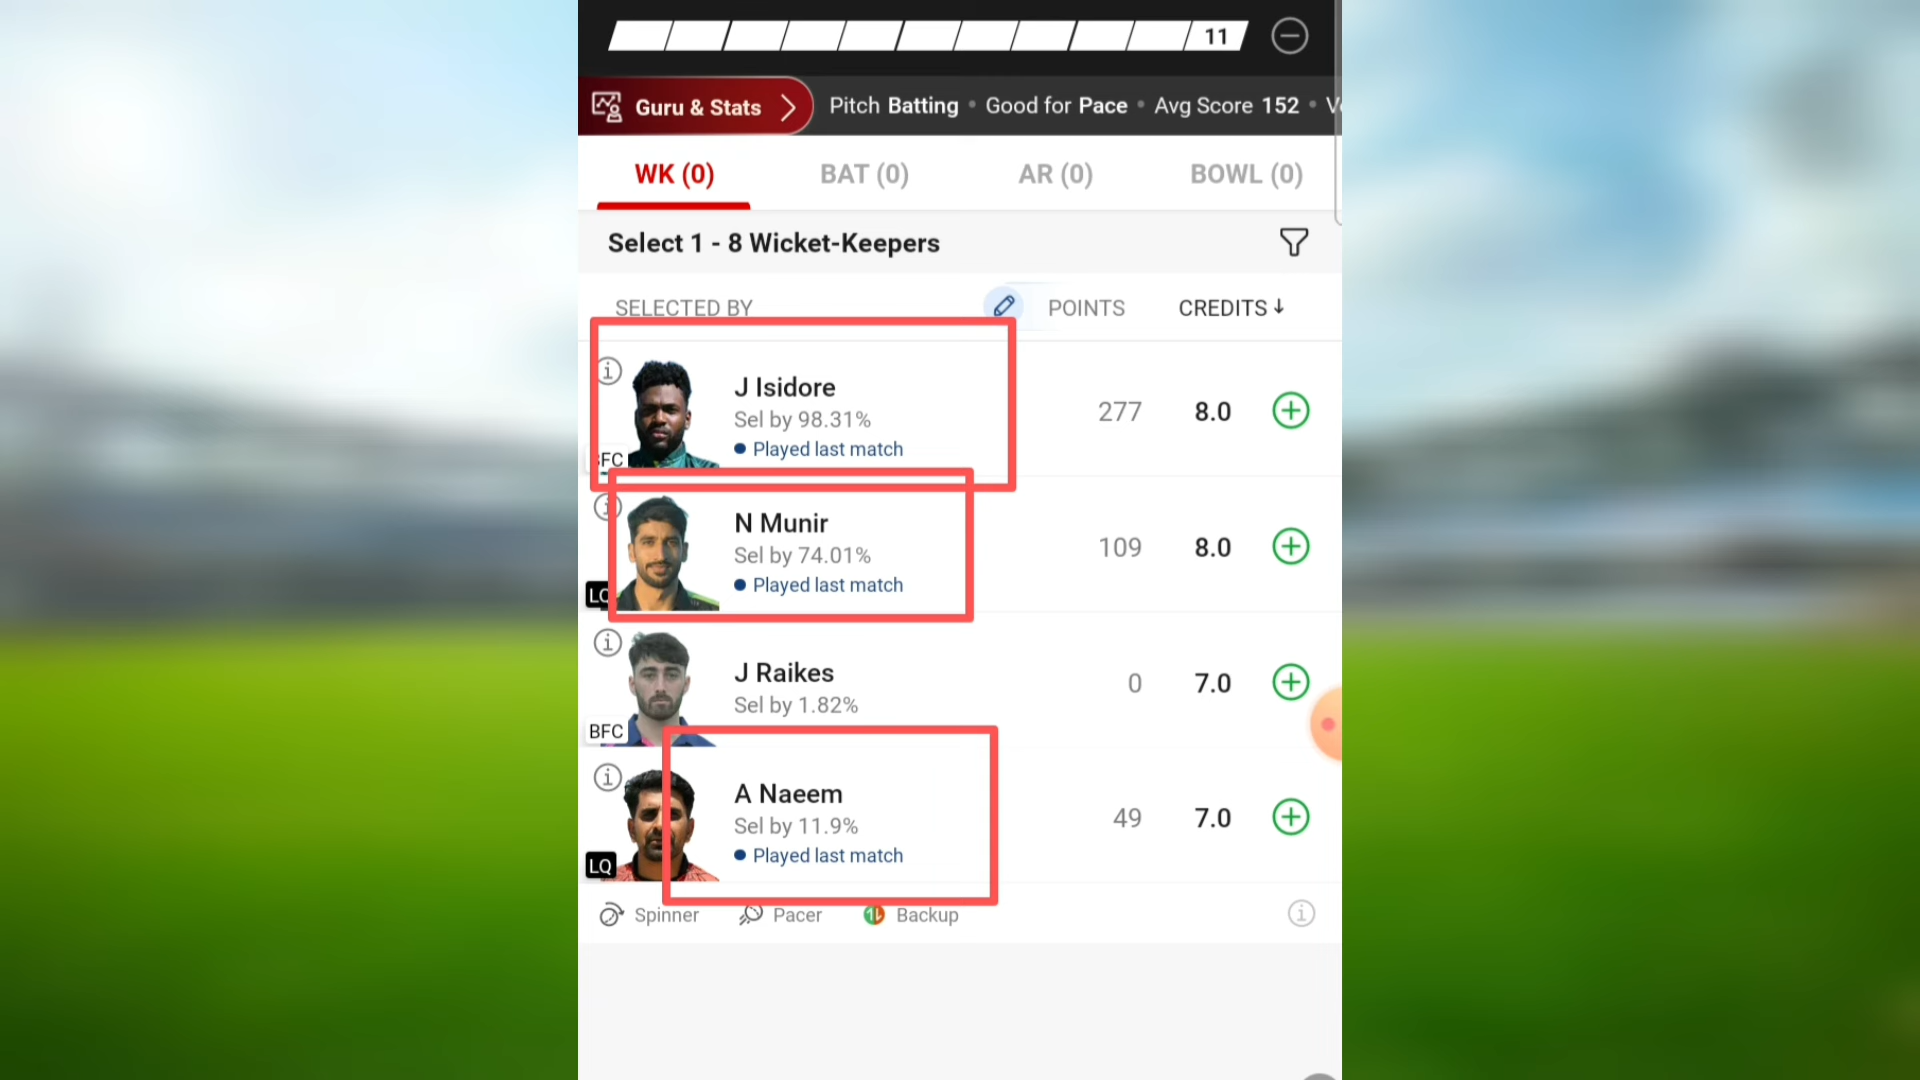 11
Guru & Stats
Pitch Batting • Good for Pace • Avg Score 152 •
WK (0) BAT (0) AR (0) BOWL (0)
Select 1 - 8 Wicket-Keepers
SELECTED BY POINTS CREDITS
J Isidore
Sel by 98.31%
Played last match
277 8.0
N Munir
Sel by 74.01%
Played last match
109 8.0
J Raikes
Sel by 1.82%
0 7.0
BFC
A Naeem
Sel by 11.9%
Played last match
49 7.0
LQ
Spinner Pacer Backup